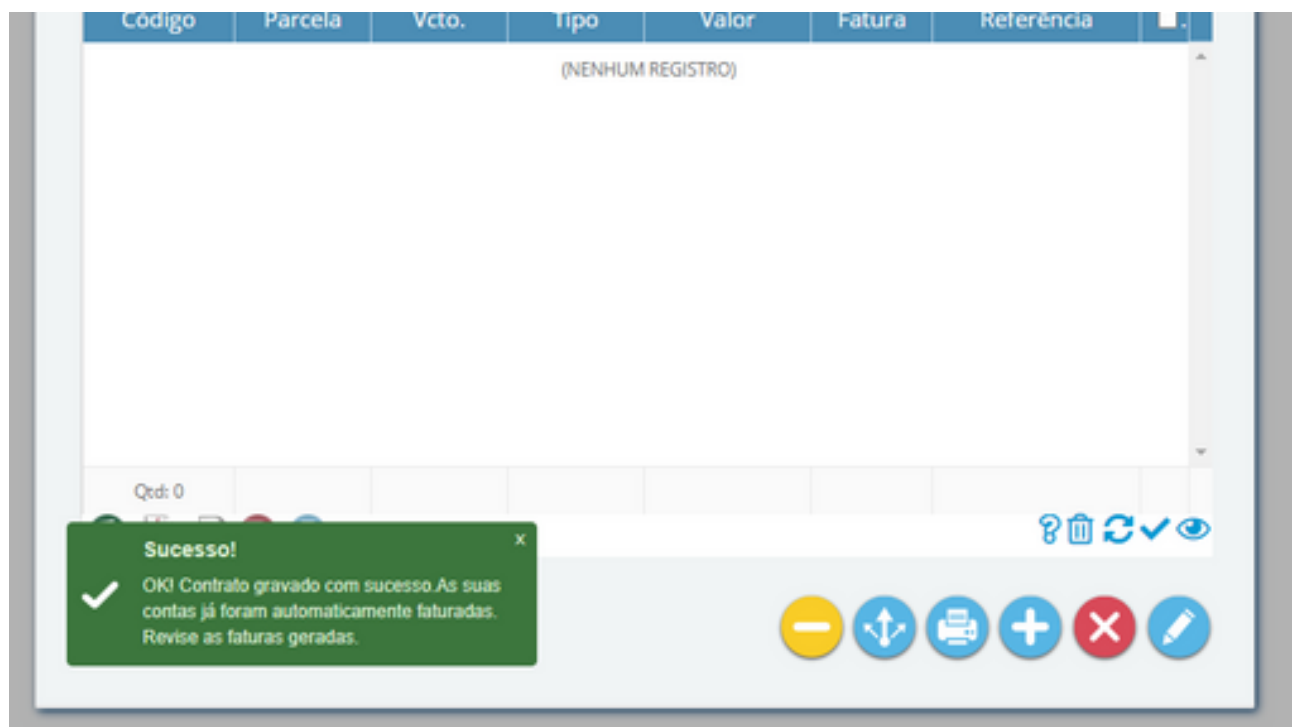 Código Parcela Vcto. Tipo Valor Fatura Referência .
(NENHUM REGISTRO)
Qtd: 0
Sucesso! x
OK! Contrato gravado com sucesso.As suas
contas já foram automaticamente faturadas.
Revise as faturas geradas.